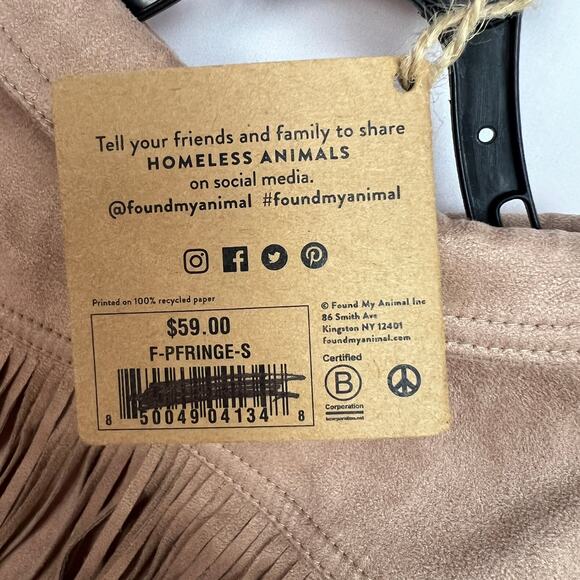 Tell your friends and family to share
HOMELESS ANIMALS
on social media.
@foundmyanimal #foundmyanimal
Printed on 100% recycled paper
$59.00
F-PFRINGE-S
8 50049 04134 8
© Found My Animal Inc
86 Smith Ave
Kingston NY 12401
foundmyanimal.com
Certified
B
Corporation
bcorporation.net